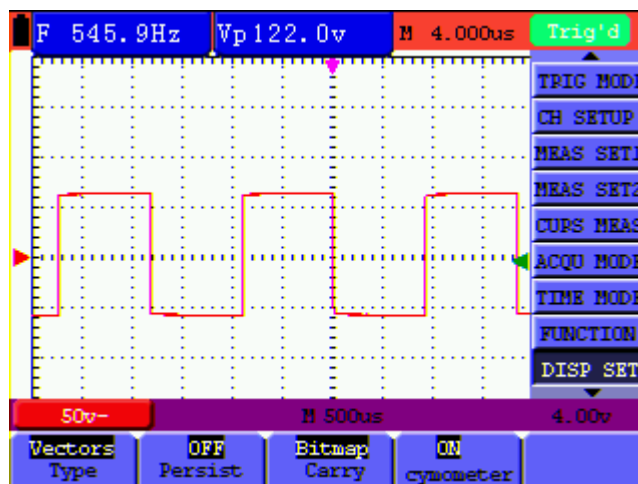 F 545.9Hz Vp122.0v M 4.000us Trig'd
TRIG MODE
CH SETUP
MEAS SET1
MEAS SET2
CURS MEAS
ACQU MODE
TIME MODE
FUNCTION
DISP SET
50v- M 500us 4.00v
Vectors OFF Bitmap ON
Type Persist Carry cymometer